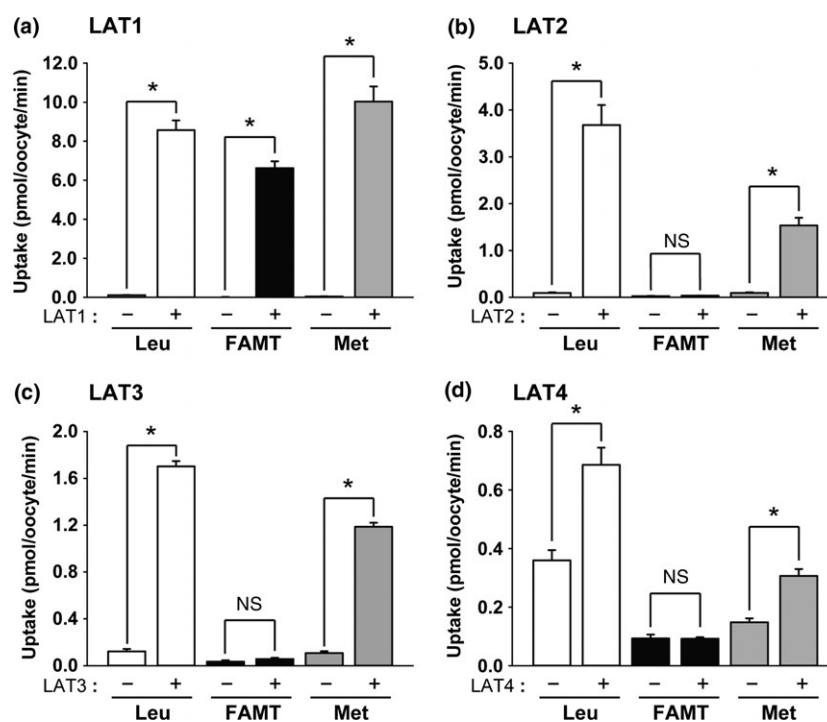 (a) LAT1
Uptake (pmol/oocyte/min)
12.0
10.0
8.0
6.0
4.0
2.0
0.0
* * *
LAT1 : − + − + − +
Leu FAMT Met
(b) LAT2
Uptake (pmol/oocyte/min)
5.0
4.0
3.0
2.0
1.0
0.0
* NS *
LAT2 : − + − + − +
Leu FAMT Met
(c) LAT3
Uptake (pmol/oocyte/min)
2.0
1.6
1.2
0.8
0.4
0.0
* NS *
LAT3 : − + − + − +
Leu FAMT Met
(d) LAT4
Uptake (pmol/oocyte/min)
0.8
0.6
0.4
0.2
0.0
* NS *
LAT4 : − + − + − +
Leu FAMT Met